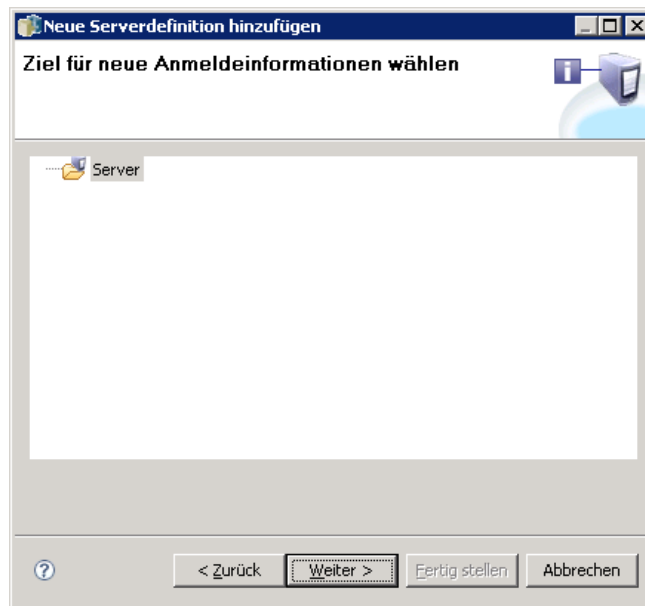 Neue Serverdefinition hinzufügen
Ziel für neue Anmeldeinformationen wählen
Server
< Zurück Weiter > Fertig stellen Abbrechen